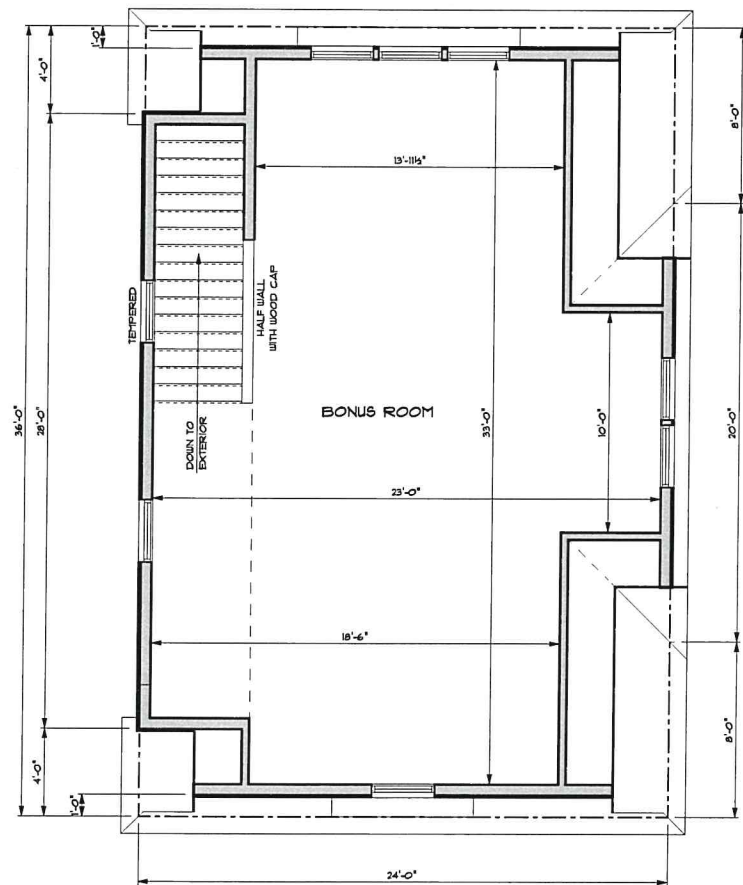 1'-0"
4'-0"
8'-0"
13'-11½"
TEMPERED
HALF WALL
WITH WOOD CAP
36'-0"
28'-0"
BONUS ROOM
33'-0"
10'-0"
20'-0"
DOWN TO
EXTERIOR
23'-0"
18'-6"
4'-0"
1'-0"
8'-0"
24'-0"